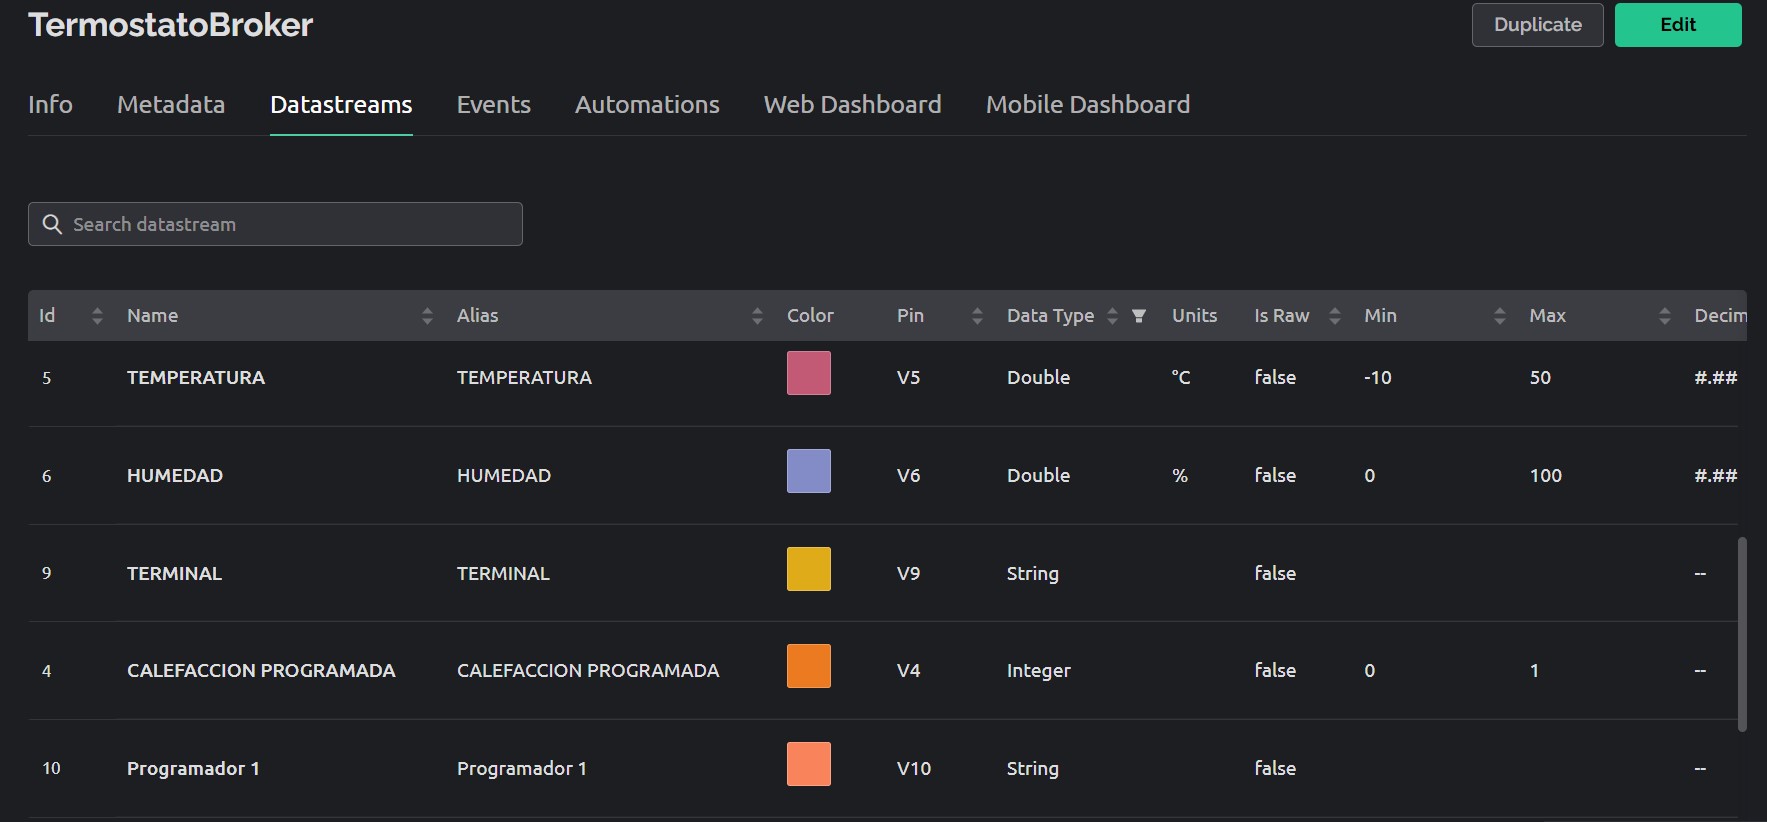 TermostatoBroker
Duplicate Edit
Info Metadata Datastreams Events Automations Web Dashboard Mobile Dashboard
Search datastream
Id Name Alias Color Pin Data Type Units Is Raw Min Max Decim
5 TEMPERATURA TEMPERATURA V5 Double °C false -10 50 #.##
6 HUMEDAD HUMEDAD V6 Double % false 0 100 #.##
9 TERMINAL TERMINAL V9 String false --
4 CALEFACCION PROGRAMADA CALEFACCION PROGRAMADA V4 Integer false 0 1 --
10 Programador 1 Programador 1 V10 String false --